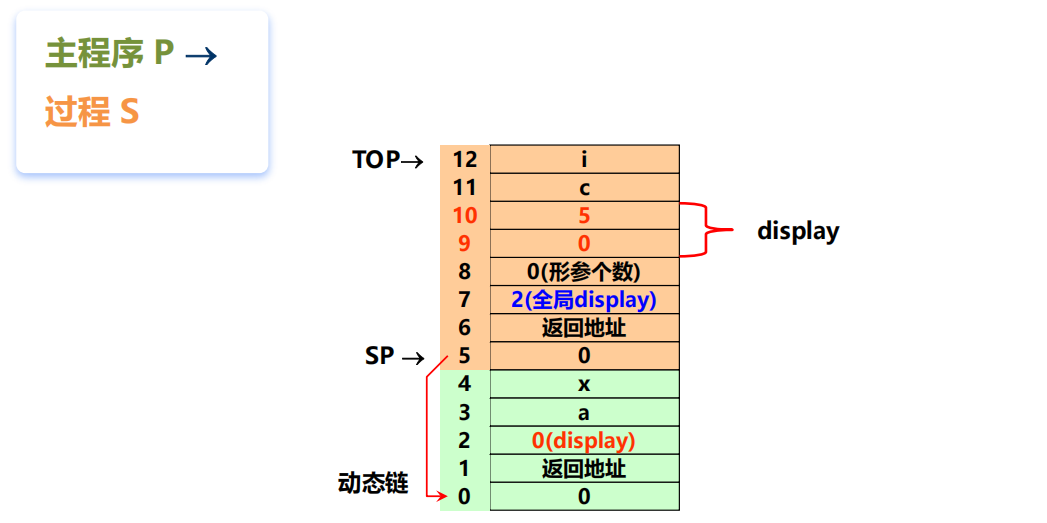 主程序 P →
过程 S
TOP→ 12 i
11 c
10 5
9 0
display
8 0(形参个数)
7 2(全局display)
6 返回地址
SP → 5 0
4 x
3 a
2 0(display)
1 返回地址
动态链
0 0